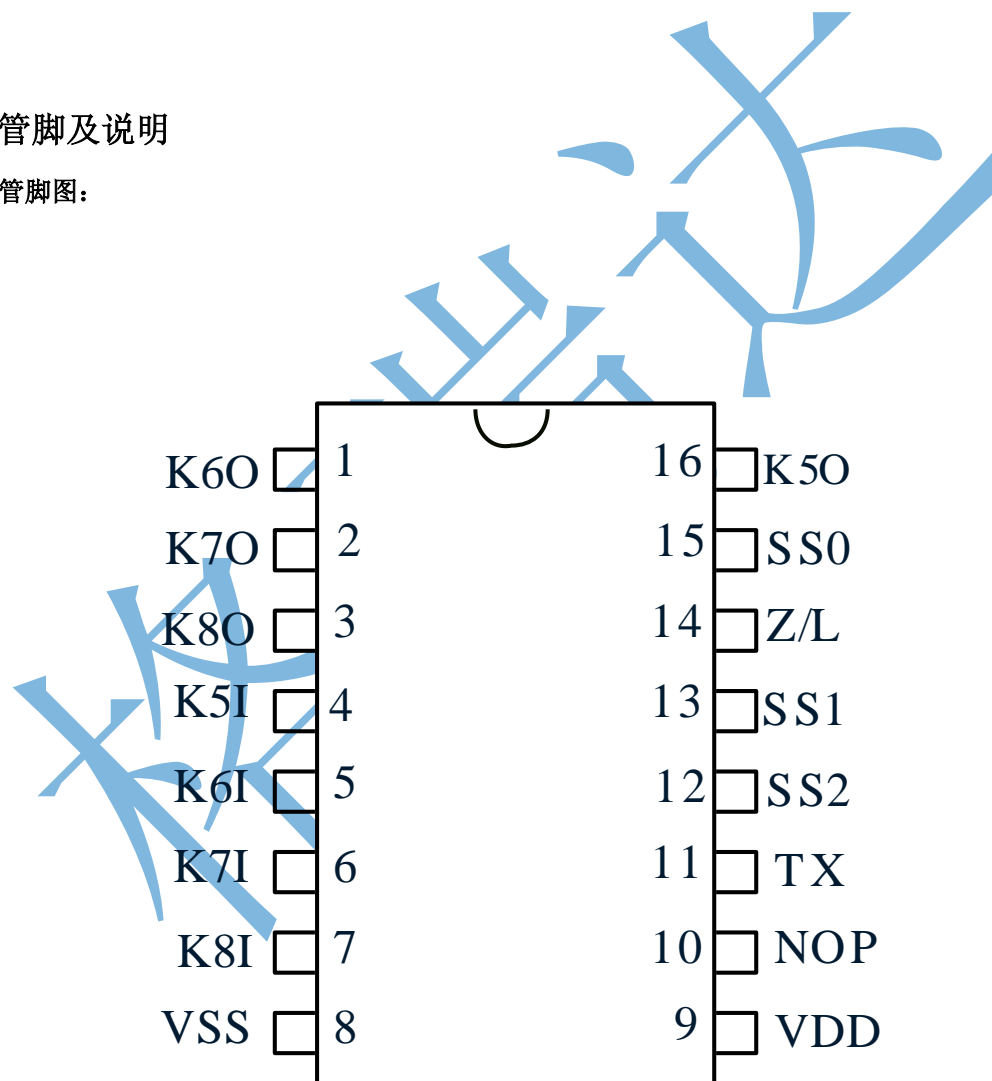 管脚及说明
管脚图：
K6O 1 16 K5O
K7O 2 15 SS0
K8O 3 14 Z/L
K5I 4 13 SS1
K6I 5 12 SS2
K7I 6 11 TX
K8I 7 10 NOP
VSS 8 9 VDD